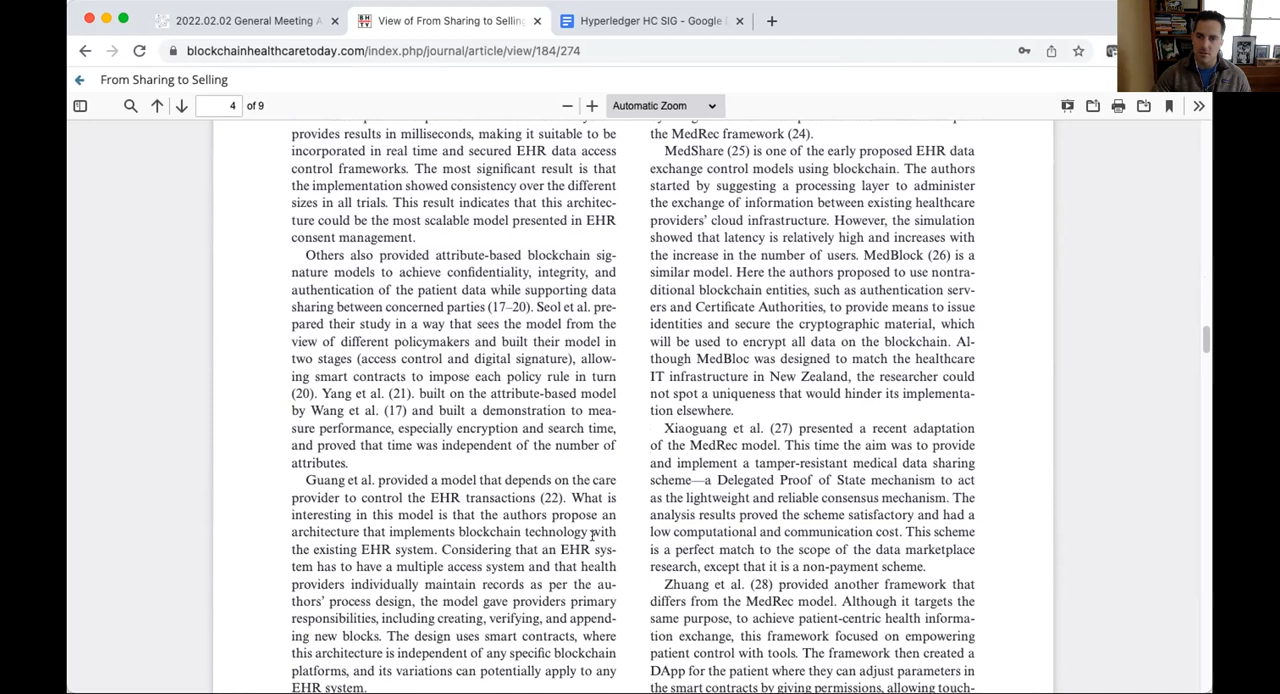 2022.02.02 General Meeting A
View of From Sharing to Selling
Hyperledger HC SIG - Google
blockchainhealthcaretoday.com/index.php/journal/article/view/184/274
From Sharing to Selling
4 of 9
Automatic Zoom
provides results in milliseconds, making it suitable to be
incorporated in real time and secured EHR data access
control frameworks. The most significant result is that
the implementation showed consistency over the different
sizes in all trials. This result indicates that this architec-
ture could be the most scalable model presented in EHR
consent management.
Others also provided attribute-based blockchain sig-
nature models to achieve confidentiality, integrity, and
authentication of the patient data while supporting data
sharing between concerned parties (17–20). Seol et al. pre-
pared their study in a way that sees the model from the
view of different policymakers and built their model in
two stages (access control and digital signature), allow-
ing smart contracts to impose each policy rule in turn
(20). Yang et al. (21). built on the attribute-based model
by Wang et al. (17) and built a demonstration to mea-
sure performance, especially encryption and search time,
and proved that time was independent of the number of
attributes.
Guang et al. provided a model that depends on the care
provider to control the EHR transactions (22). What is
interesting in this model is that the authors propose an
architecture that implements blockchain technology with
the existing EHR system. Considering that an EHR sys-
tem has to have a multiple access system and that health
providers individually maintain records as per the au-
thors' process design, the model gave providers primary
responsibilities, including creating, verifying, and append-
ing new blocks. The design uses smart contracts, where
this architecture is independent of any specific blockchain
platforms, and its variations can potentially apply to any
EHR system.
the MedRec framework (24).
MedShare (25) is one of the early proposed EHR data
exchange control models using blockchain. The authors
started by suggesting a processing layer to administer
the exchange of information between existing healthcare
providers' cloud infrastructure. However, the simulation
showed that latency is relatively high and increases with
the increase in the number of users. MedBlock (26) is a
similar model. Here the authors proposed to use nontra-
ditional blockchain entities, such as authentication serv-
ers and Certificate Authorities, to provide means to issue
identities and secure the cryptographic material, which
will be used to encrypt all data on the blockchain. Al-
though MedBloc was designed to match the healthcare
IT infrastructure in New Zealand, the researcher could
not spot a uniqueness that would hinder its implementa-
tion elsewhere.
Xiaoguang et al. (27) presented a recent adaptation
of the MedRec model. This time the aim was to provide
and implement a tamper-resistant medical data sharing
scheme—a Delegated Proof of State mechanism to act
as the lightweight and reliable consensus mechanism. The
analysis results proved the scheme satisfactory and had a
low computational and communication cost. This scheme
is a perfect match to the scope of the data marketplace
research, except that it is a non-payment scheme.
Zhuang et al. (28) provided another framework that
differs from the MedRec model. Although it targets the
same purpose, to achieve patient-centric health informa-
tion exchange, this framework focused on empowering
patient control with tools. The framework then created a
DApp for the patient where they can adjust parameters in
the smart contracts by giving permissions, allowing touch-